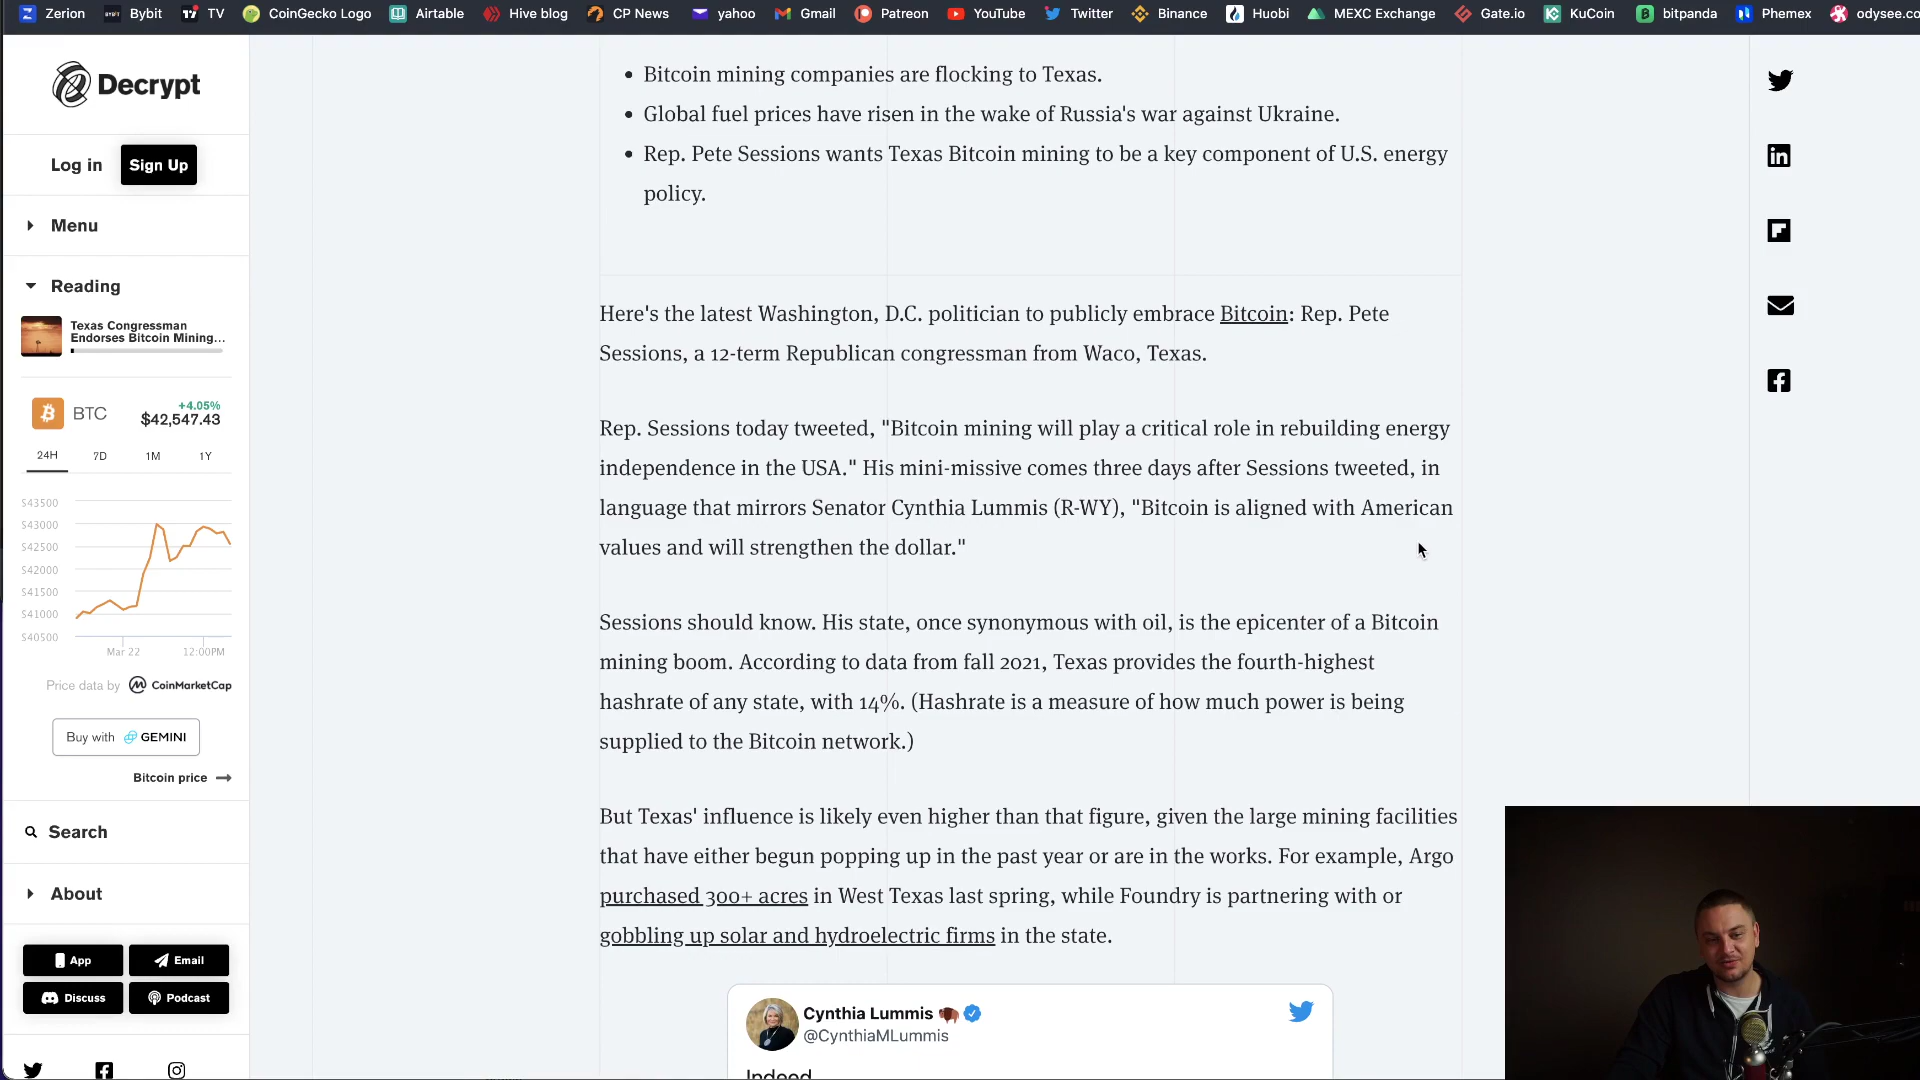 Zerion
Bybit
TV
CoinGecko Logo
Airtable
Hive blog
CP News
yahoo
Gmail
Patreon
YouTube
Twitter
Binance
Huobi
MEXC Exchange
Gate.io
KuCoin
bitpanda
Phemex
odysee.co
Decrypt
Log in
Sign Up
Menu
Reading
Texas Congressman
Endorses Bitcoin Mining...
BTC
+4.05%
$42,547.43
24H
7D
1M
1Y
$43500
$43000
$42500
$42000
$41500
$41000
$40500
Mar 22
12:00PM
Price data by CoinMarketCap
Buy with GEMINI
Bitcoin price
Search
About
App
Email
Discuss
Podcast
Bitcoin mining companies are flocking to Texas.
Global fuel prices have risen in the wake of Russia's war against Ukraine.
Rep. Pete Sessions wants Texas Bitcoin mining to be a key component of U.S. energy
policy.
Here's the latest Washington, D.C. politician to publicly embrace Bitcoin: Rep. Pete
Sessions, a 12-term Republican congressman from Waco, Texas.
Rep. Sessions today tweeted, "Bitcoin mining will play a critical role in rebuilding energy
independence in the USA." His mini-missive comes three days after Sessions tweeted, in
language that mirrors Senator Cynthia Lummis (R-WY), "Bitcoin is aligned with American
values and will strengthen the dollar."
Sessions should know. His state, once synonymous with oil, is the epicenter of a Bitcoin
mining boom. According to data from fall 2021, Texas provides the fourth-highest
hashrate of any state, with 14%. (Hashrate is a measure of how much power is being
supplied to the Bitcoin network.)
But Texas' influence is likely even higher than that figure, given the large mining facilities
that have either begun popping up in the past year or are in the works. For example, Argo
purchased 300+ acres in West Texas last spring, while Foundry is partnering with or
gobbling up solar and hydroelectric firms in the state.
Cynthia Lummis
@CynthiaMLummis
Indeed